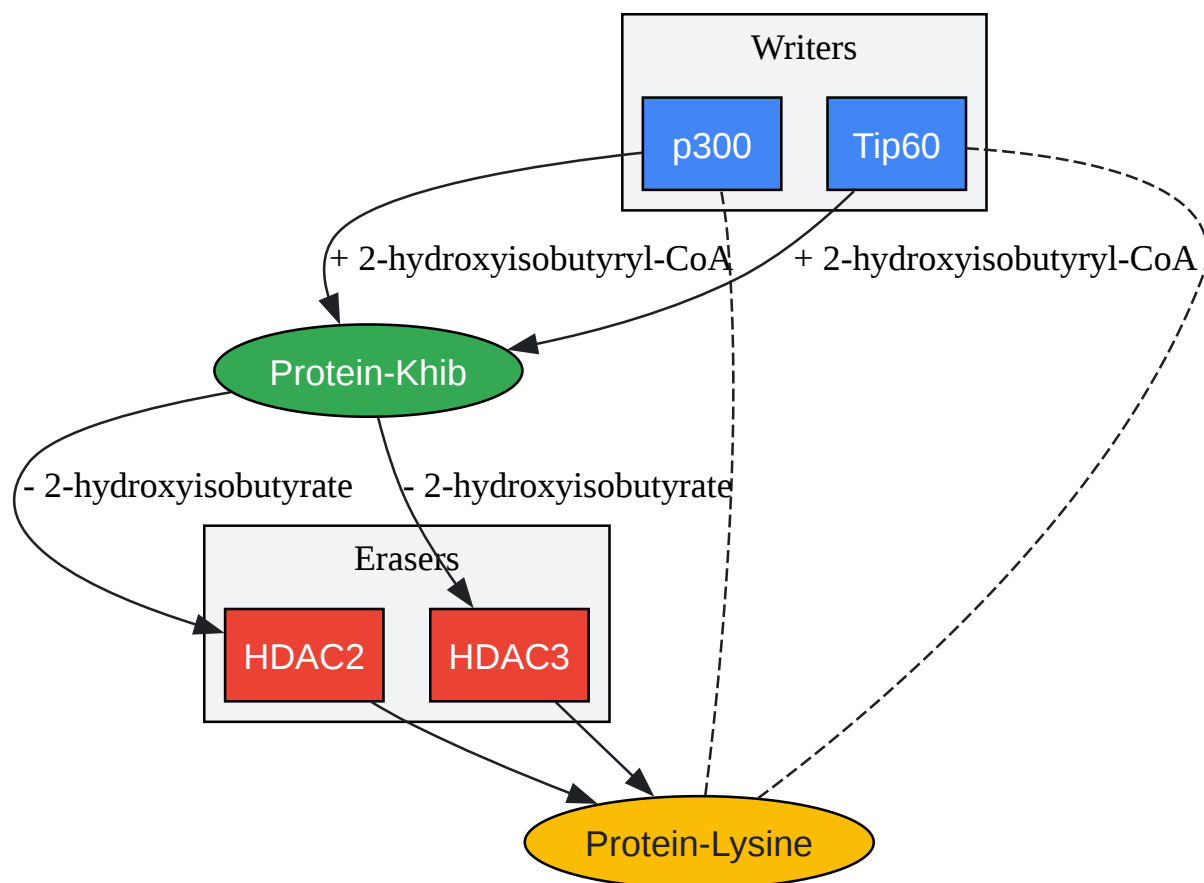 Writers
p300
Tip60
+ 2-hydroxyisobutyryl-CoA
+ 2-hydroxyisobutyryl-CoA
Protein-Khib
- 2-hydroxyisobutyrate
- 2-hydroxyisobutyrate
Erasers
HDAC2
HDAC3
Protein-Lysine